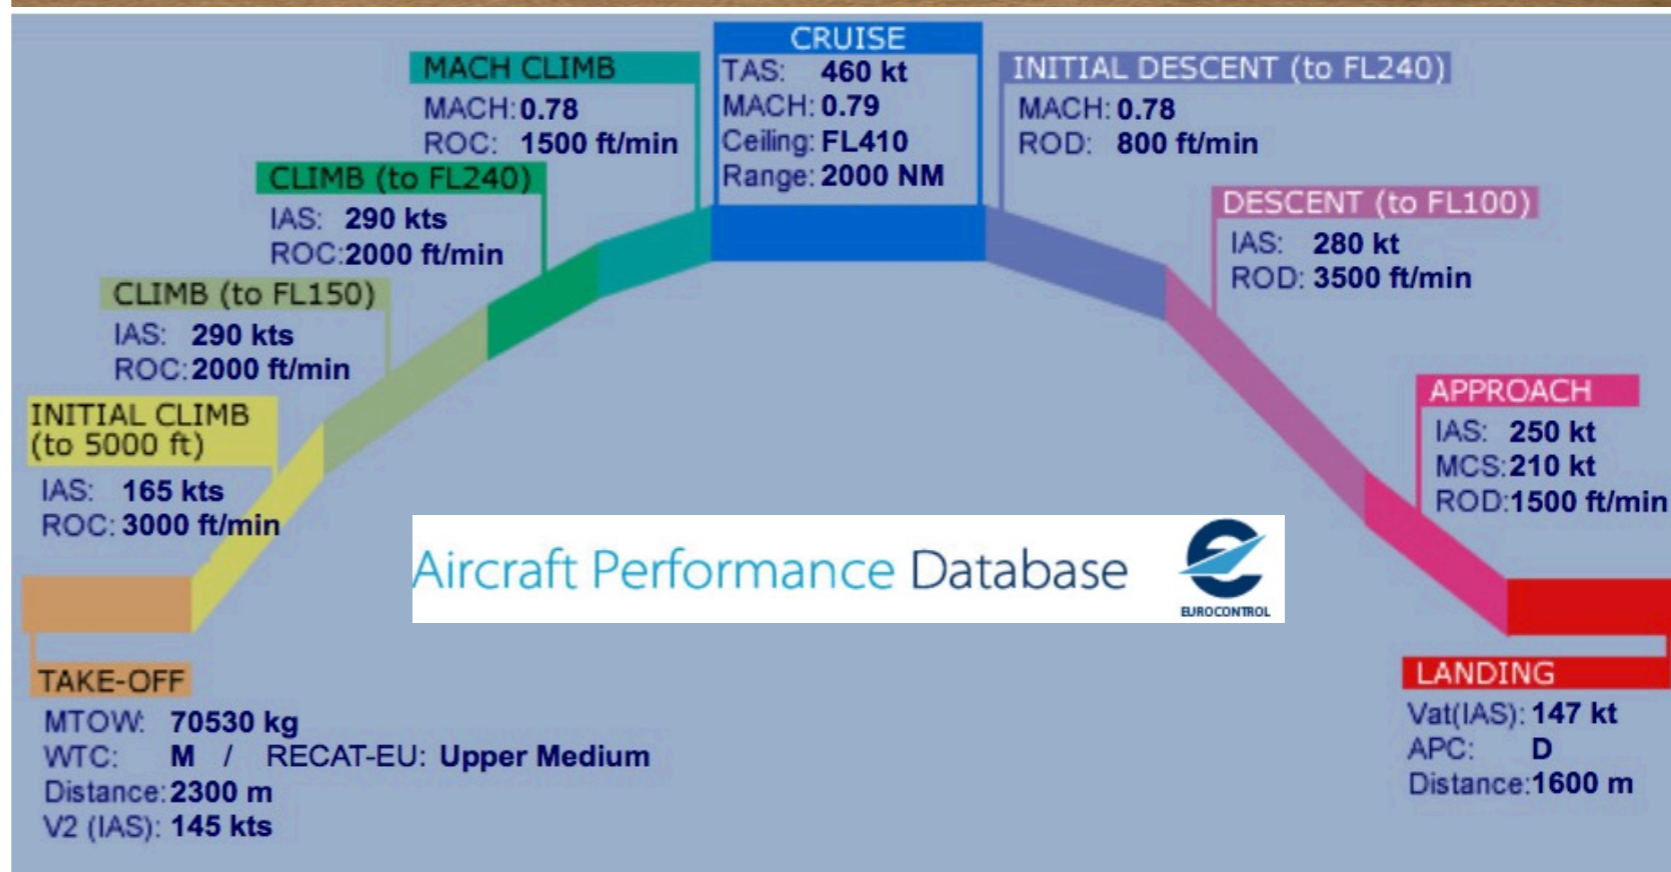 CRUISE
TAS: 460 kt
MACH: 0.79
Ceiling: FL410
Range: 2000 NM
MACH CLIMB
MACH: 0.78
ROC: 1500 ft/min
INITIAL DESCENT (to FL240)
MACH: 0.78
ROD: 800 ft/min
CLIMB (to FL240)
IAS: 290 kts
ROC: 2000 ft/min
DESCENT (to FL100)
IAS: 280 kt
ROD: 3500 ft/min
CLIMB (to FL150)
IAS: 290 kts
ROC: 2000 ft/min
APPROACH
IAS: 250 kt
MCS: 210 kt
ROD: 1500 ft/min
INITIAL CLIMB
(to 5000 ft)
IAS: 165 kts
ROC: 3000 ft/min
Aircraft Performance Database
EUROCONTROL
TAKE-OFF
MTOW: 70530 kg
WTC: M / RECAT-EU: Upper Medium
Distance: 2300 m
V2 (IAS): 145 kts
LANDING
Vat(IAS): 147 kt
APC: D
Distance: 1600 m